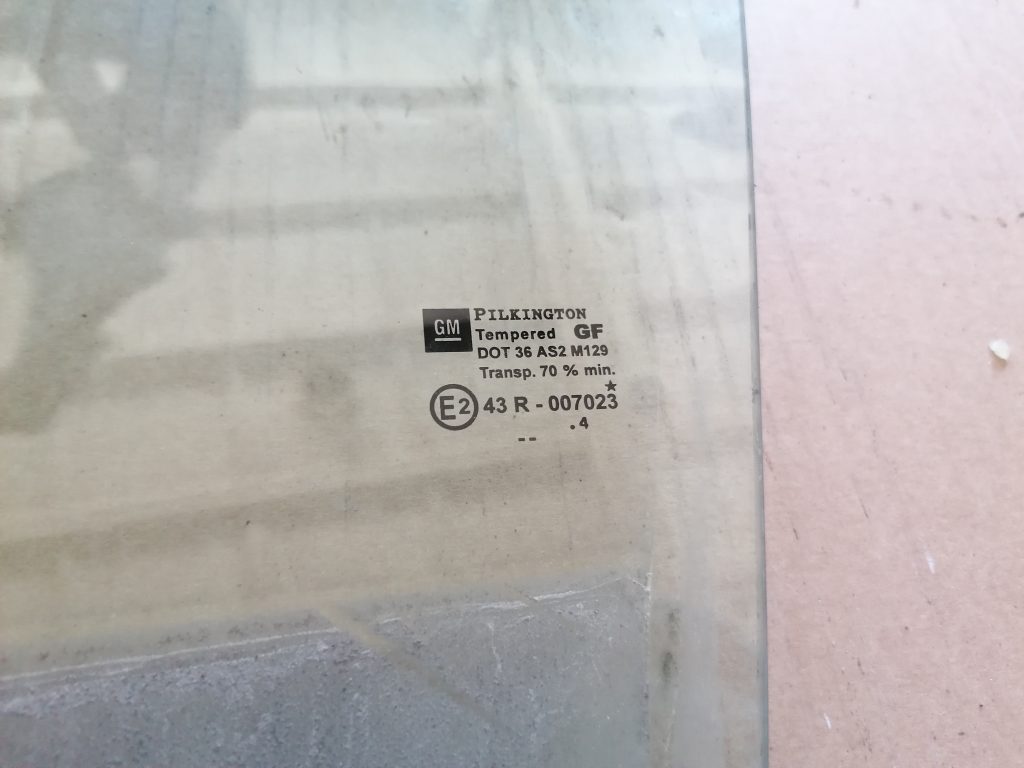 GM
PILKINGTON
Tempered GF
DOT 36 AS2 M129
Transp. 70 % min.
E2 43 R - 007023
. 4
--